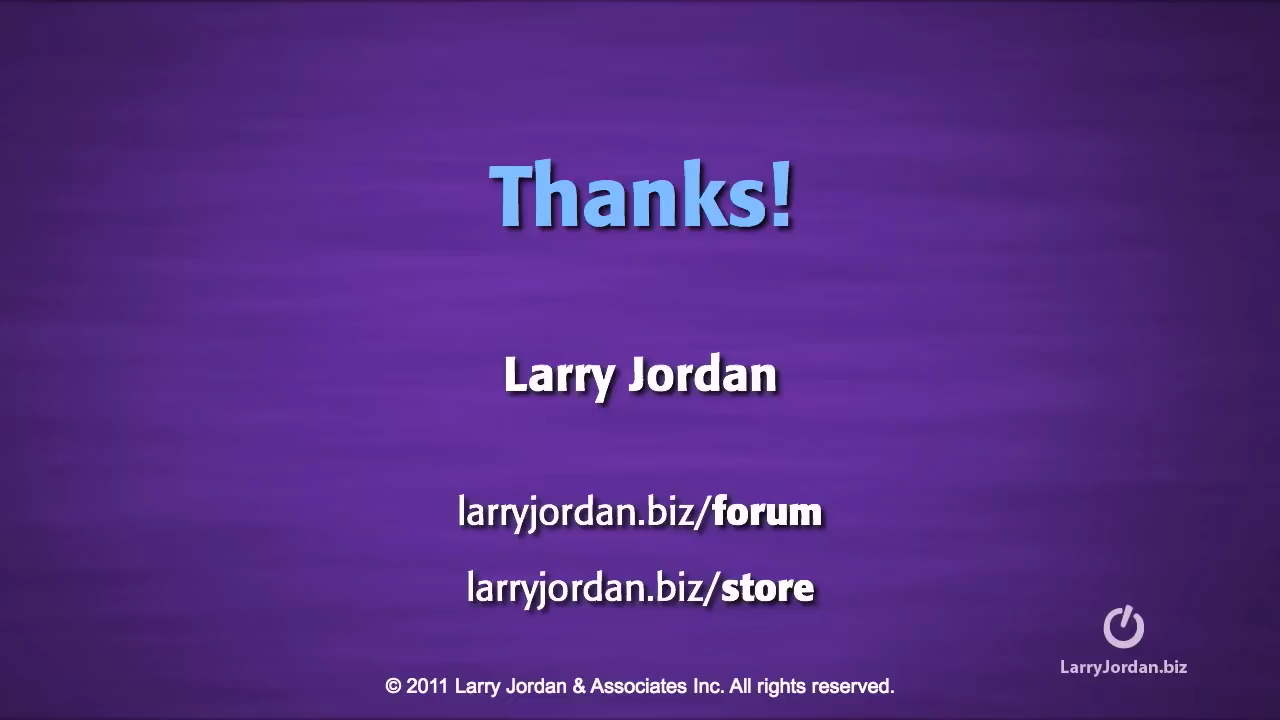 Thanks!
Larry Jordan
larryjordan.biz/forum
larryjordan.biz/store
LarryJordan.biz
© 2011 Larry Jordan & Associates Inc. All rights reserved.